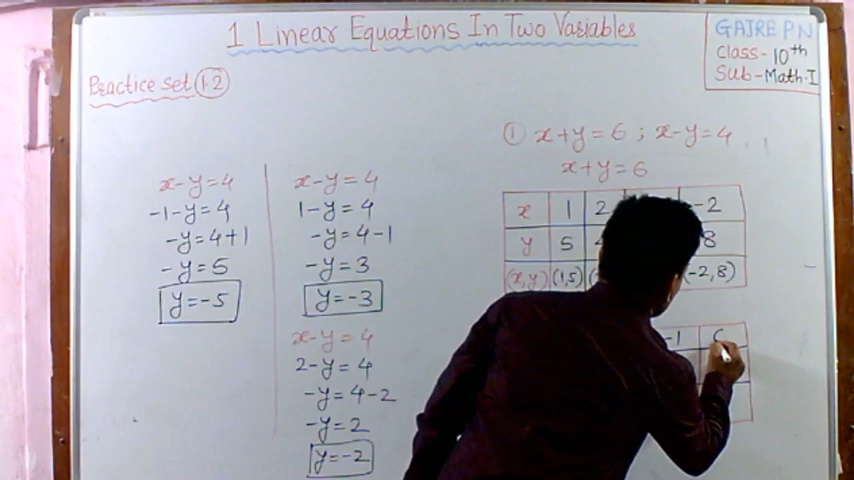 1 Linear Equations In Two Variables
GAJRE P N
Class - 10th
Sub - Math-I
Practice Set 1.2
① x+y=6 ; x-y=4
x+y=6
x 1 2 -2
y 5 8
(x,y) (1,5) (-2,8)
-1
x-y=4
-1-y=4
-y=4+1
-y=5
y=-5
x-y=4
1-y=4
-y=4-1
-y=3
y=-3
x-y=4
2-y=4
-y=4-2
-y=2
y=-2